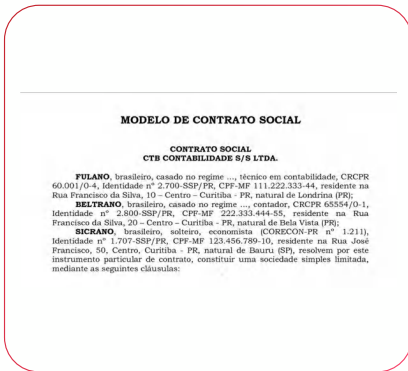 MODELO DE CONTRATO SOCIAL
CONTRATO SOCIAL
CTB CONTABILIDADE S/S LTDA.
FULANO, brasileiro, casado no regime ..., técnico em contabilidade, CRCPR
60.001/0-4, Identidade nº 2.700-SSP/PR, CPF-MF 111.222.333-44, residente na
Rua Francisco da Silva, 10 – Centro – Curitiba - PR, natural de Londrina (PR);
BELTRANO, brasileiro, casado no regime ..., contador, CRCPR 65554/0-1,
Identidade nº 2.800-SSP/PR, CPF-MF 222.333.444-55, residente na Rua
Francisco da Silva, 20 – Centro – Curitiba - PR, natural de Bela Vista (PR);
SICRANO, brasileiro, solteiro, economista (CORECON-PR nº 1.211),
Identidade nº 1.707-SSP/PR, CPF-MF 123.456.789-10, residente na Rua José
Francisco, 50, Centro, Curitiba - PR, natural de Bauru (SP), resolvem por este
instrumento particular de contrato, constituir uma sociedade simples limitada,
mediante as seguintes cláusulas: